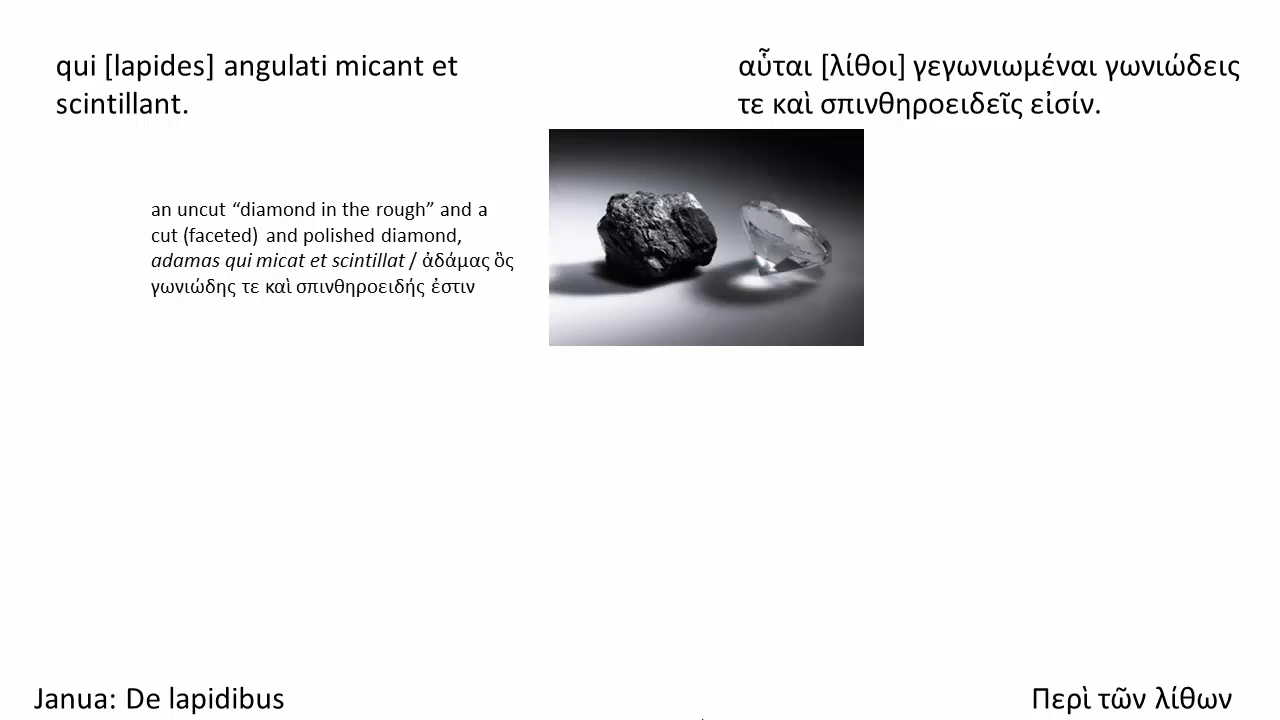 qui [lapides] angulati micant et
scintillant.
αὗται [λίθοι] γεγωνιωμέναι γωνιώδεις
τε καὶ σπινθηροειδεῖς εἰσίν.
an uncut “diamond in the rough” and a
cut (faceted) and polished diamond,
adamas qui micat et scintillat / ἀδάμας ὃς
γωνιώδης τε καὶ σπινθηροειδής ἐστιν
Janua: De lapidibus
Περὶ τῶν λίθων